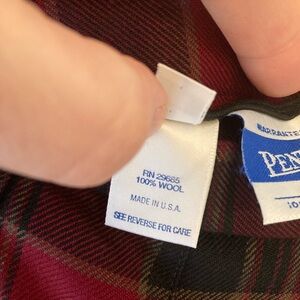 RN 29685
100% WOOL
MADE IN U.S.A.
SEE REVERSE FOR CARE